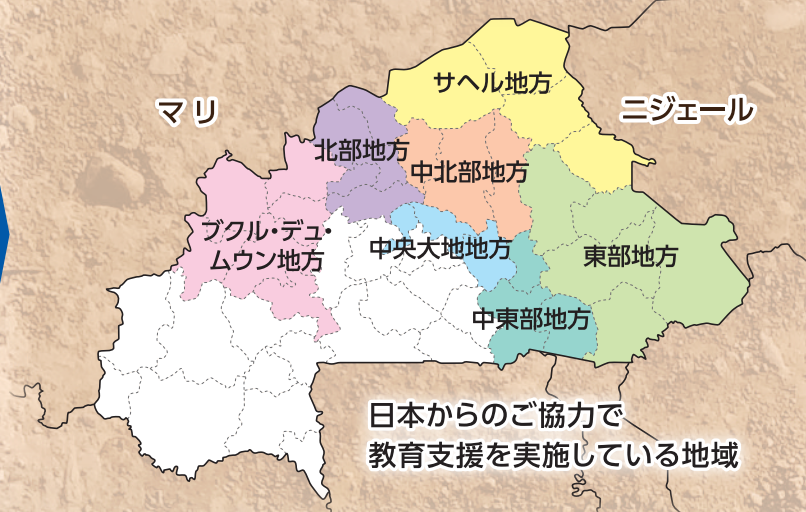 サヘル地方
マリ
ニジェール
北部地方
中北部地方
ブクル・デュ・
ムウン地方
中央大地地方
東部地方
中東部地方
日本からのご協力で
教育支援を実施している地域